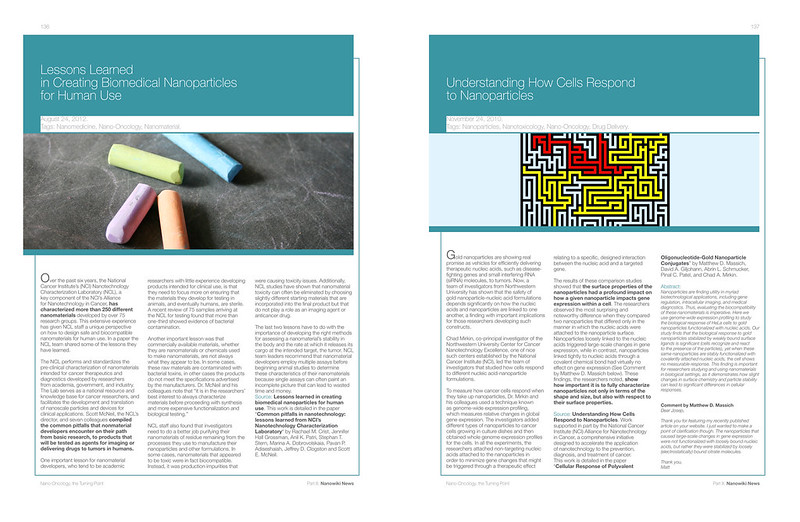 136
Lessons Learned
in Creating Biomedical Nanoparticles
for Human Use
August 24, 2012.
Tags: Nanomedicine, Nano-Oncology, Nanomaterial.
Over the past six years, the National
Cancer Institute's (NCI) Nanotechnology
Characterization Laboratory (NCL), a
key component of the NCI's Alliance
for Nanotechnology in Cancer, has
characterized more than 250 different
nanomaterials developed by over 75
research groups. This extensive experience
has given NCL staff a unique perspective
on how to design safe and biocompatible
nanomaterials for human use. In a paper the
NCL team shared some of the lessons they
have learned.
The NCL performs and standardizes the
pre-clinical characterization of nanomaterials
intended for cancer therapeutics and
diagnostics developed by researchers
from academia, government, and industry.
The Lab serves as a national resource and
knowledge base for cancer researchers, and
facilitates the development and translation
of nanoscale particles and devices for
clinical applications. Scott McNeil, the NCL's
director, and seven colleagues compiled
the common pitfalls that nanomaterial
developers encounter on their path
from basic research, to products that
will be tested as agents for imaging or
delivering drugs to tumors in humans.
One important lesson for nanomaterial
developers, who tend to be academic
researchers with little experience developing
products intended for clinical use, is that
they need to focus more on ensuring that
the materials they develop for testing in
animals, and eventually humans, are sterile.
A recent review of 75 samples arriving at the
NCL for testing found that more than
one-third showed evidence of bacterial
contamination.
Another important lesson was that
commercially available materials, whether
they are nanomaterials or chemicals used
to make nanomaterials, are not always
what they appear to be. In some cases,
these raw materials are contaminated with
bacterial toxins, in other cases the products
do not meet the specifications advertised
by the manufacturers. Dr. McNeil and his
colleagues note that "It is in the researchers'
best interest to always characterize
materials before proceeding with synthesis
and more expensive functionalization and
biological testing."
NCL staff also found that investigators
need to do a better job purifying their
nanomaterials of residue remaining from the
processes they use to manufacture their
nanoparticles and other formulations. In
some cases, nanomaterials that appeared
to be toxic were in fact biocompatible.
Instead, it was production impurities that
were causing toxicity issues. Additionally,
NCL studies have shown that nanomaterial
toxicity can often be eliminated by choosing
slightly different starting materials that are
incorporated into the final product but that
do not play a role as an imaging agent or
anticancer drug.
The last two lessons have to do with the
importance of developing the right methods
for assessing a nanomaterial's stability in
the body and the rate at which it releases its
cargo at the intended target, the tumor. NCL
team leaders recommend that nanomaterial
developers employ multiple assays before
beginning animal studies to determine
these characteristics of their nanomaterials
because single assays can often paint an
incomplete picture that can lead to wasted
time and money.
Source: Lessons learned in creating
biomedical nanoparticles for human
use. This work is detailed in the paper
"Common pitfalls in nanotechnology:
lessons learned from NCI's
Nanotechnology Characterization
Laboratory" by Rachael M. Crist, Jennifer
Hall Grossman, Anil K. Patri, Stephan T.
Stern, Marina A. Dobrovolskaia, Pavan P.
Adiseshaiah, Jeffrey D. Clogston and Scott
E. McNeil.
Nano-Oncology, the Turning Point
Part 8: Nanowiki News
137
Understanding How Cells Respond
to Nanoparticles
November 24, 2010.
Tags: Nanoparticles, Nanotoxicology, Nano-Oncology, Drug Delivery.
Gold nanoparticles are showing real
promise as vehicles for efficiently delivering
therapeutic nucleic acids, such as disease-
fighting genes and small interfering RNA
(siRNA) molecules, to tumors. Now, a
team of investigators from Northwestern
University has shown that the safety of
gold nanoparticle-nucleic acid formulations
depends significantly on how the nucleic
acids and nanoparticles are linked to one
another, a finding with important implications
for those researchers developing such
constructs.
Chad Mirkin, co-principal investigator of the
Northwestern University Center for Cancer
Nanotechnology Excellence, one of nine
such centers established by the National
Cancer Institute (NCI), led the team of
investigators that studied how cells respond
to different nucleic acid-nanoparticle
formulations.
To measure how cells respond when
they take up nanoparticles, Dr. Mirkin and
his colleagues used a technique known
as genome-wide expression profiling,
which measures relative changes in global
gene expression. The investigators added
different types of nanoparticles to cancer
cells growing in culture dishes and then
obtained whole genome expression profiles
for the cells. In all the experiments, the
researchers attached non-targeting nucleic
acids attached to the nanoparticles in
order to minimize gene changes that might
be triggered through a therapeutic effect
relating to a specific, designed interaction
between the nucleic acid and a targeted
gene.
The results of these comparison studies
showed that the surface properties of the
nanoparticles had a profound impact on
how a given nanoparticle impacts gene
expression within a cell. The researchers
observed the most surprising and
noteworthy difference when they compared
two nanoparticles that differed only in the
manner in which the nucleic acids were
attached to the nanoparticle surface.
Nanoparticles loosely linked to the nucleic
acids triggered large-scale changes in gene
expression, while in contrast, nanoparticles
linked tightly to nucleic acids through a
covalent chemical bond had virtually no
effect on gene expression (See Comment
by Matthew D. Massich below). These
findings, the researchers noted, show
how important it is to fully characterize
nanoparticles not only in terms of the
shape and size, but also with respect to
their surface properties.
Source: Understanding How Cells
Respond to Nanoparticles. Work
supported in part by the National Cancer
Institute (NCI) Alliance for Nanotechnology
in Cancer, a comprehensive initiative
designed to accelerate the application
of nanotechnology to the prevention,
diagnosis, and treatment of cancer.
This work is detailed in the paper
"Cellular Response of Polyvalent
Oligonucleotide-Gold Nanoparticle
Conjugates" by Matthew D. Massich,
David A. Giljohann, Abrin L. Schmucker,
Pinal C. Patel, and Chad A. Mirkin.
Abstract:
Nanoparticles are finding utility in myriad
biotechnological applications, including gene
regulation, intracellular imaging, and medical
diagnostics. Thus, evaluating the biocompatibility
of these nanomaterials is imperative. Here we
use genome-wide expression profiling to study
the biological response of HeLa cells to gold
nanoparticles functionalized with nucleic acids. Our
study finds that the biological response to gold
nanoparticles stabilized by weakly bound surface
ligands is significant (cells recognize and react
to the presence of the particles), yet when these
same nanoparticles are stably functionalized with
covalently attached nucleic acids, the cell shows
no measurable response. This finding is important
for researchers studying and using nanomaterials
in biological settings, as it demonstrates how slight
changes in surface chemistry and particle stability
can lead to significant differences in cellular
responses.
Comment by Matthew D. Massich
Dear Josep,
Thank you for featuring my recently published
article on your website. I just wanted to make a
point of clarification though. The nanoparticles that
caused large-scale changes in gene expression
were not functionalized with loosely bound nucleic
acids, but rather they were stabilized by loosely
(electrostatically) bound citrate molecules.
Thank you,
Matt
Nano-Oncology, the Turning Point
Part 8: Nanowiki News